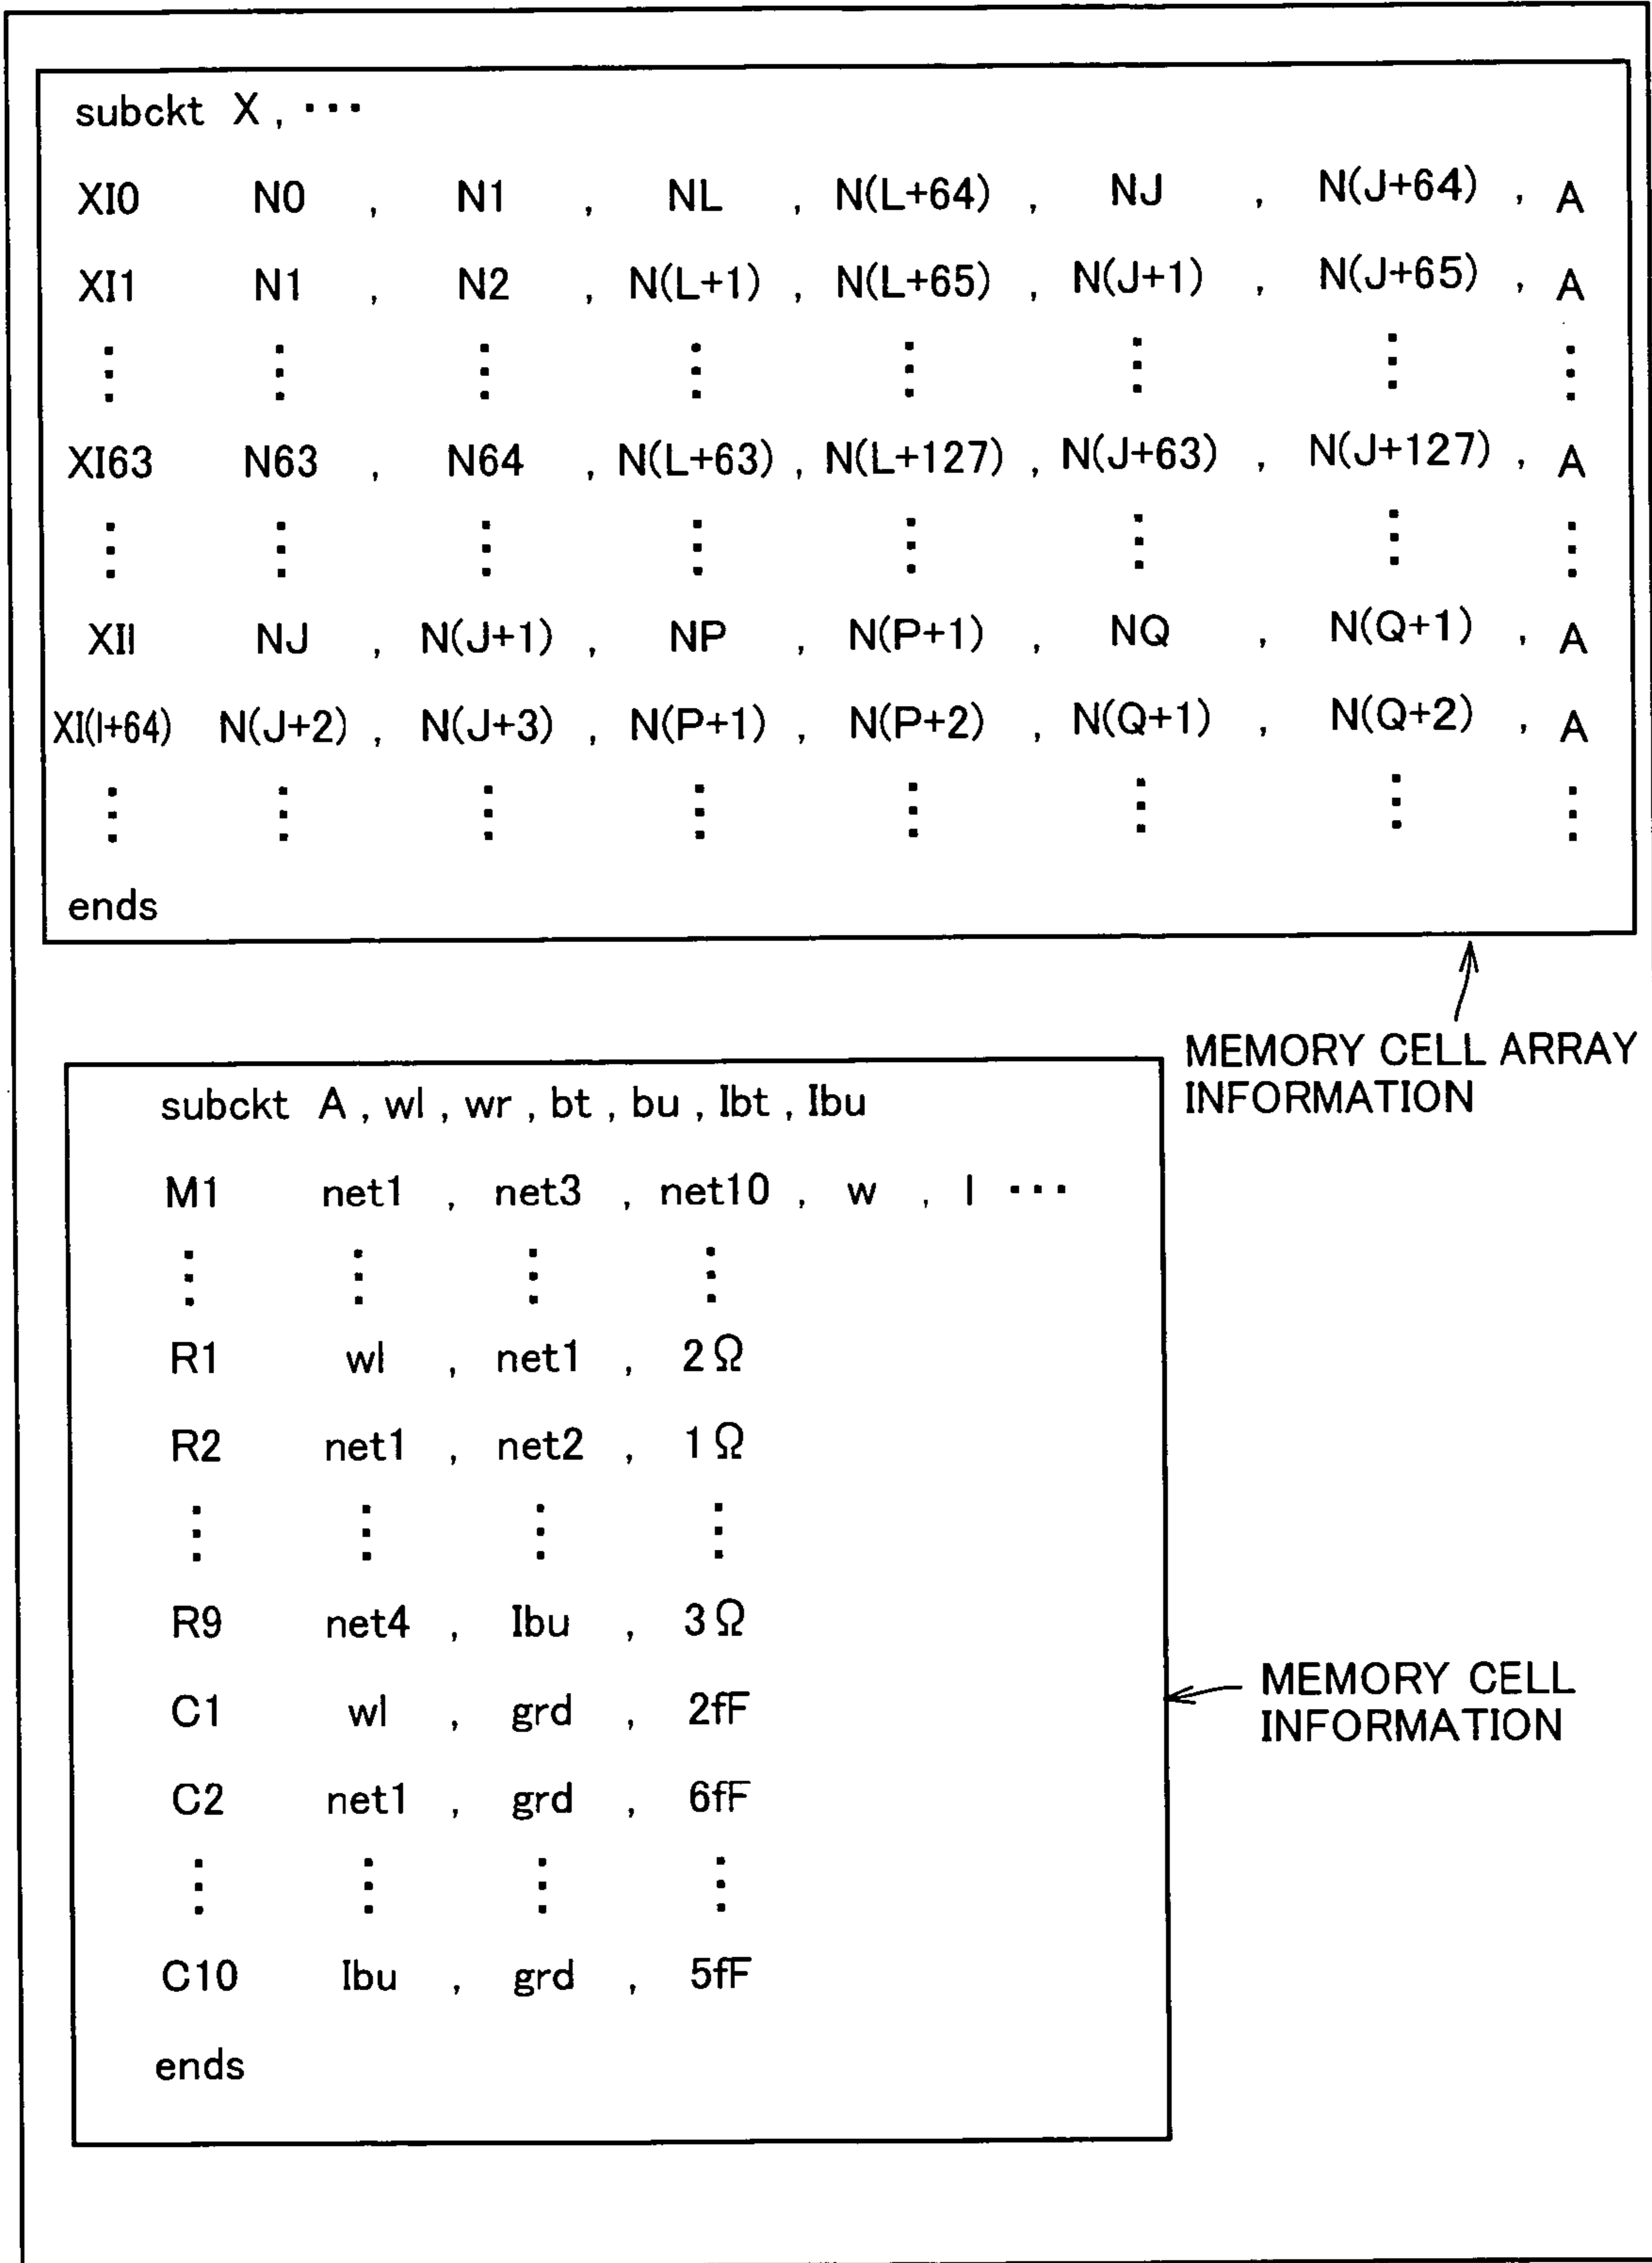 subckt X , ・・・
XI0 N0 , N1 , NL , N(L+64) , NJ , N(J+64) , A
XI1 N1 , N2 , N(L+1) , N(L+65) , N(J+1) , N(J+65) , A
XI63 N63 , N64 , N(L+63) , N(L+127) , N(J+63) , N(J+127) , A
XII NJ , N(J+1) , NP , N(P+1) , NQ , N(Q+1) , A
XI(I+64) N(J+2) , N(J+3) , N(P+1) , N(P+2) , N(Q+1) , N(Q+2) , A
ends
MEMORY CELL ARRAY
INFORMATION
subckt A , wl , wr , bt , bu , Ibt , Ibu
M1 net1 , net3 , net10 , w , l ・・・
R1 wl , net1 , 2Ω
R2 net1 , net2 , 1Ω
R9 net4 , Ibu , 3Ω
C1 wl , grd , 2fF
C2 net1 , grd , 6fF
C10 Ibu , grd , 5fF
ends
MEMORY CELL
INFORMATION